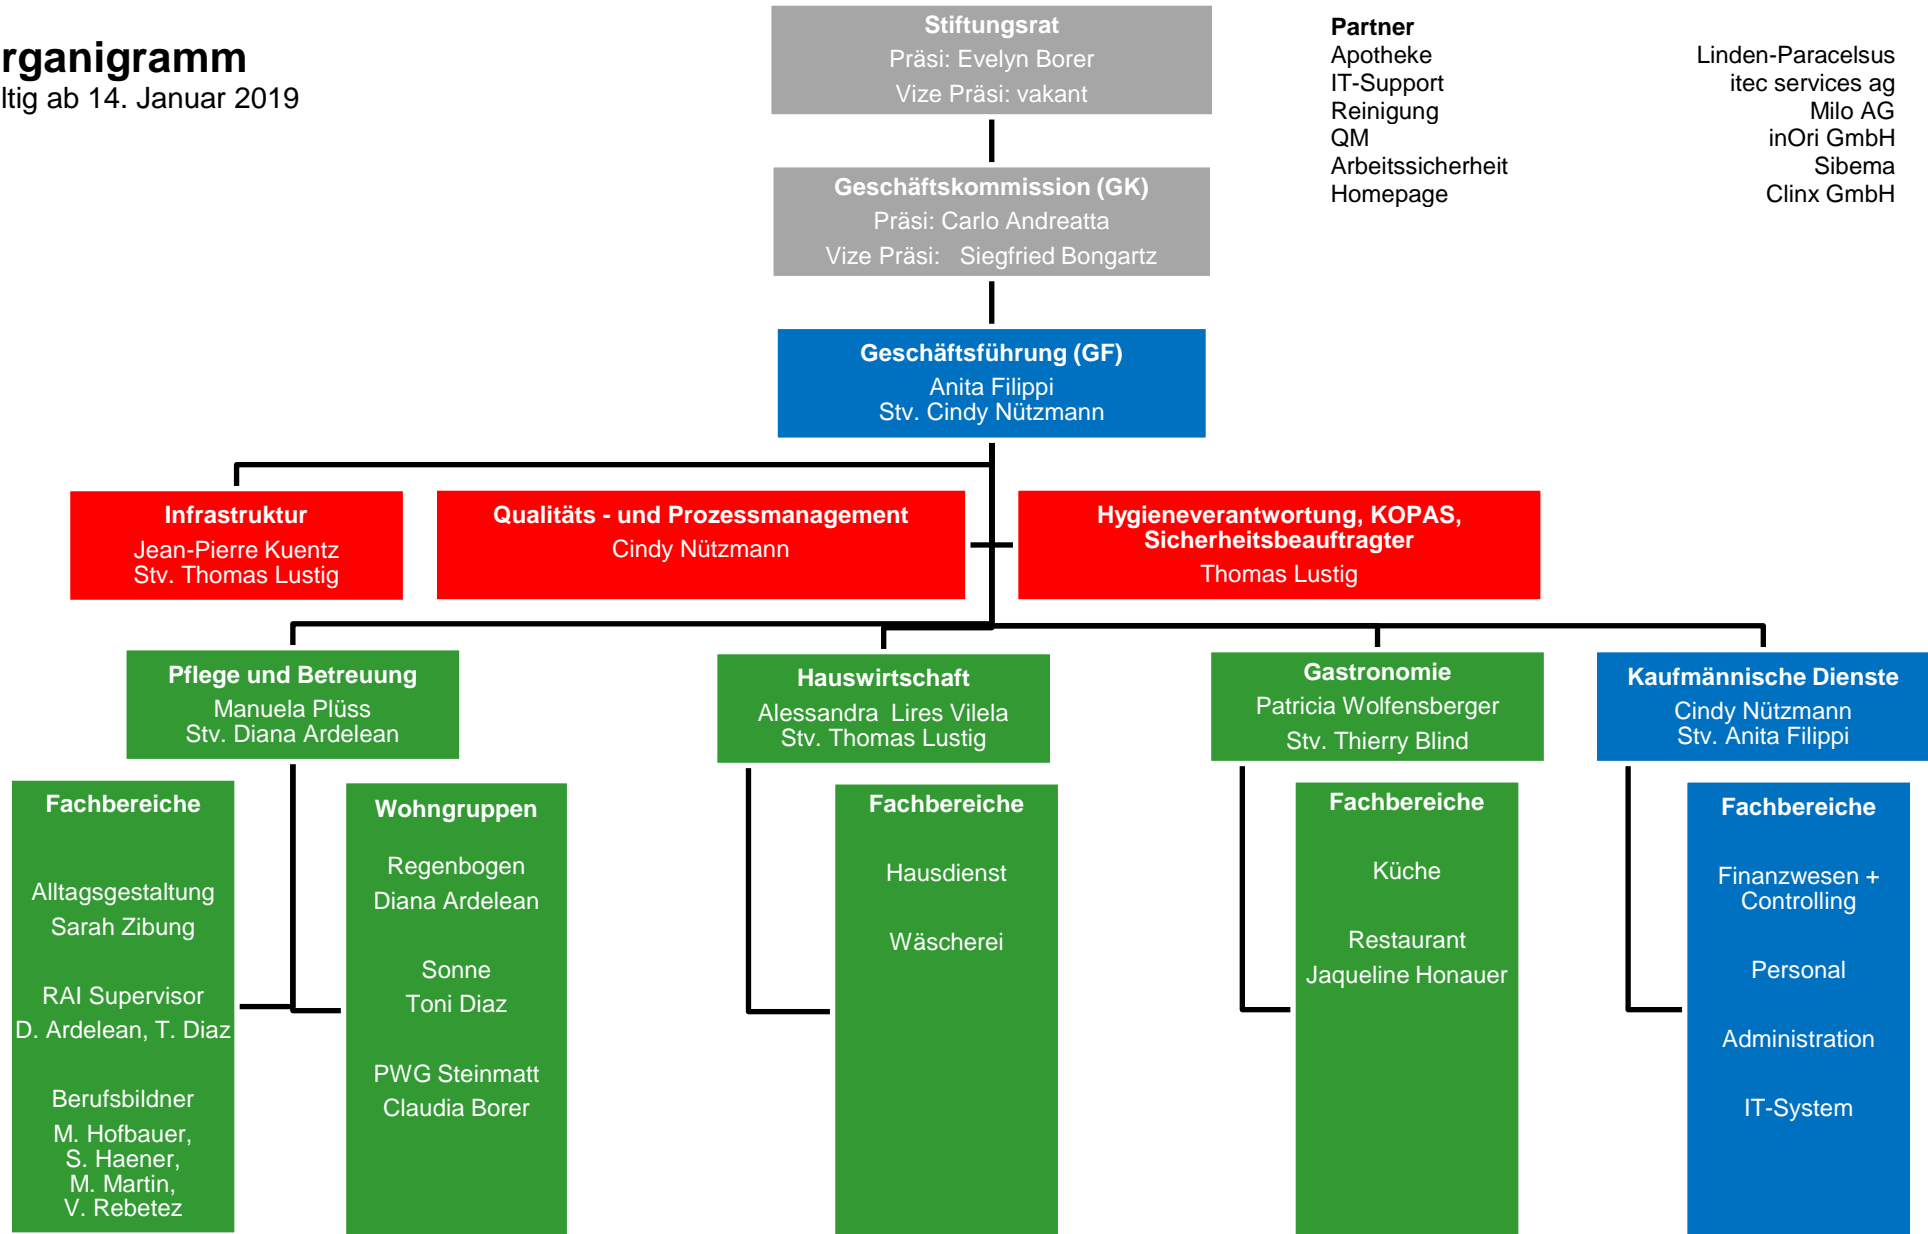 rganigramm
ltig ab 14. Januar 2019
Stiftungsrat
Präsi: Evelyn Borer
Vize Präsi: vakant
Partner
Apotheke Linden-Paracelsus
IT-Support itec services ag
Reinigung Milo AG
QM inOri GmbH
Arbeitssicherheit Sibema
Homepage Clinx GmbH
Geschäftskommission (GK)
Präsi: Carlo Andreatta
Vize Präsi: Siegfried Bongartz
Geschäftsführung (GF)
Anita Filippi
Stv. Cindy Nützmann
Infrastruktur
Jean-Pierre Kuentz
Stv. Thomas Lustig
Qualitäts - und Prozessmanagement
Cindy Nützmann
Hygieneverantwortung, KOPAS,
Sicherheitsbeauftragter
Thomas Lustig
Pflege und Betreuung
Manuela Plüss
Stv. Diana Ardelean
Hauswirtschaft
Alessandra Lires Vilela
Stv. Thomas Lustig
Gastronomie
Patricia Wolfensberger
Stv. Thierry Blind
Kaufmännische Dienste
Cindy Nützmann
Stv. Anita Filippi
Fachbereiche
Alltagsgestaltung
Sarah Zibung
RAI Supervisor
D. Ardelean, T. Diaz
Berufsbildner
M. Hofbauer,
S. Haener,
M. Martin,
V. Rebetez
Wohngruppen
Regenbogen
Diana Ardelean
Sonne
Toni Diaz
PWG Steinmatt
Claudia Borer
Fachbereiche
Hausdienst
Wäscherei
Fachbereiche
Küche
Restaurant
Jaqueline Honauer
Fachbereiche
Finanzwesen +
Controlling
Personal
Administration
IT-System